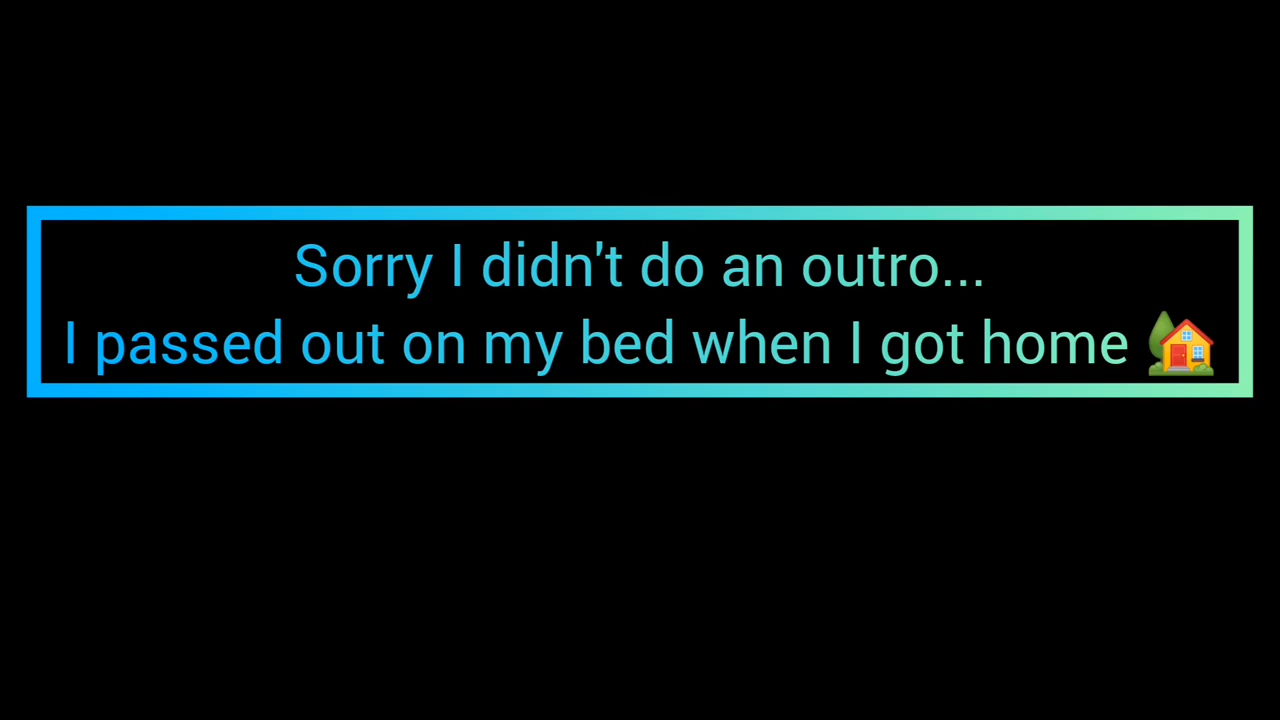 Sorry I didn't do an outro...
I passed out on my bed when I got home 🏡